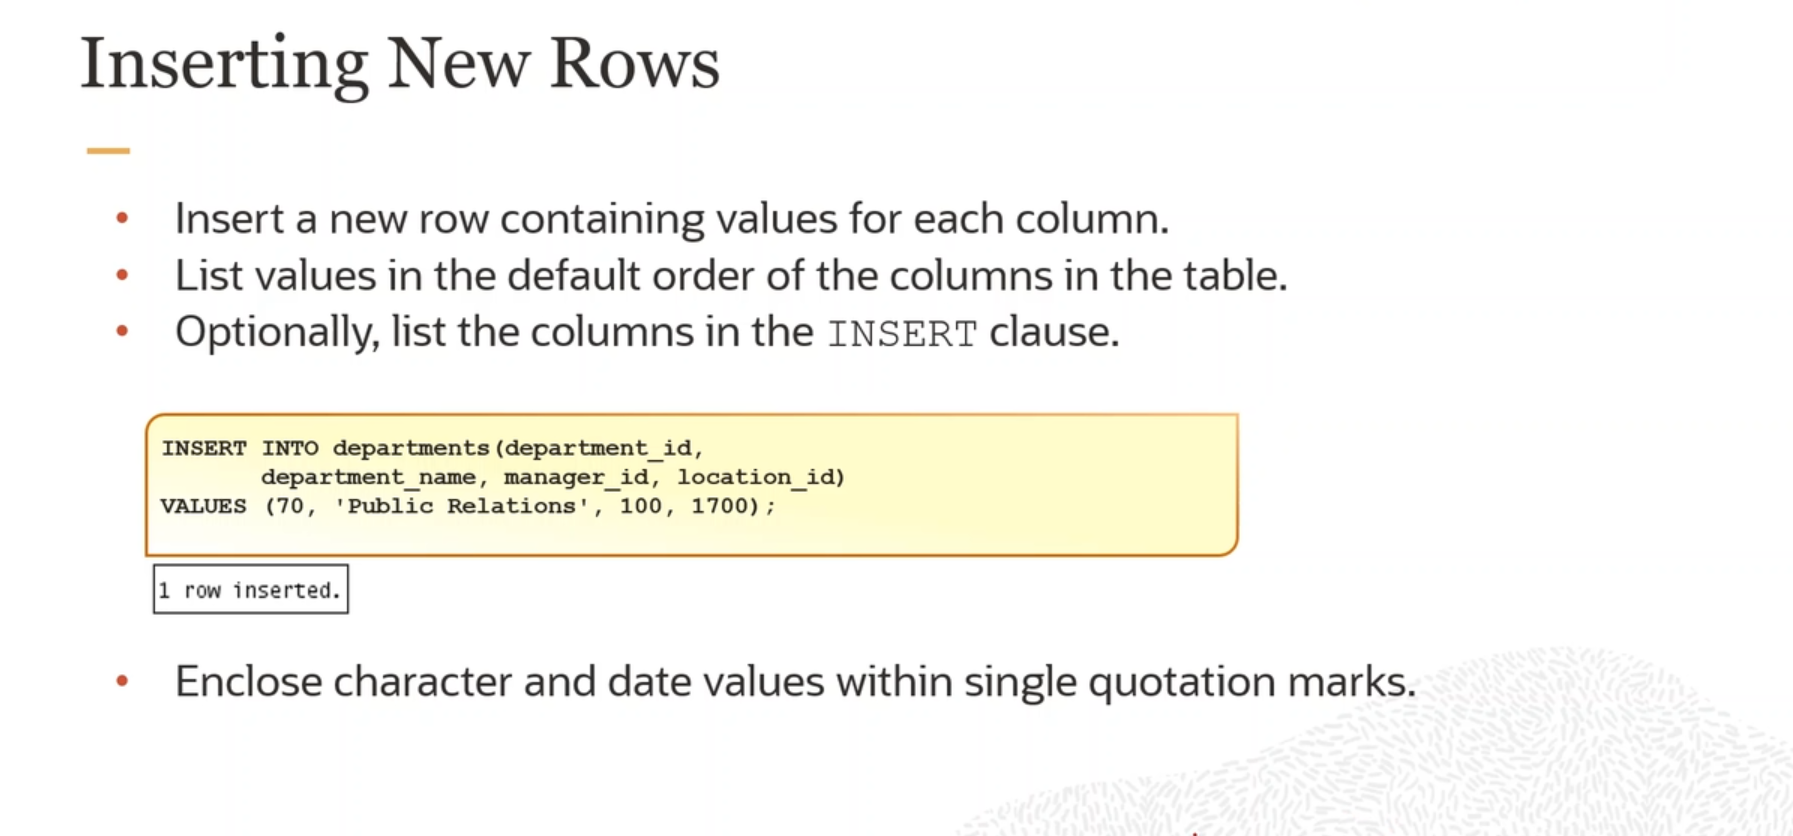 Inserting New Rows
• Insert a new row containing values for each column.
• List values in the default order of the columns in the table.
• Optionally, list the columns in the INSERT clause.
INSERT INTO departments(department_id,
department_name, manager_id, location_id)
VALUES (70, 'Public Relations', 100, 1700);
1 row inserted.
• Enclose character and date values within single quotation marks.